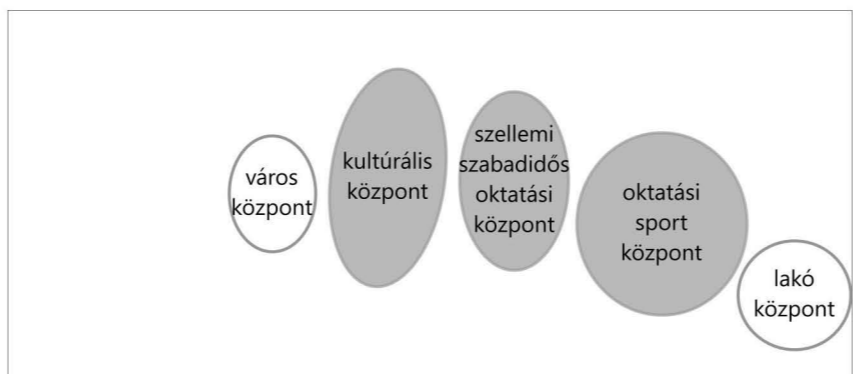 város
központ
kultúrális
központ
szellemi
szabadidős
oktatási
központ
oktatási
sport
központ
lakó
központ